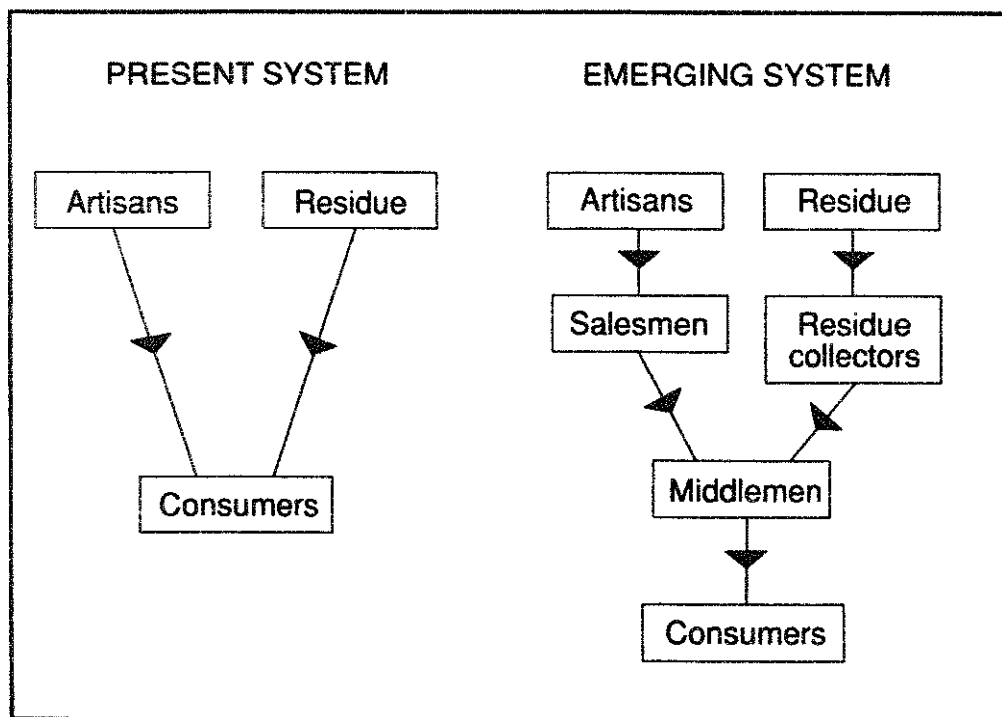 PRESENT SYSTEM
Artisans
Residue
Consumers
EMERGING SYSTEM
Artisans
Residue
Salesmen
Residue
collectors
Middlemen
Consumers